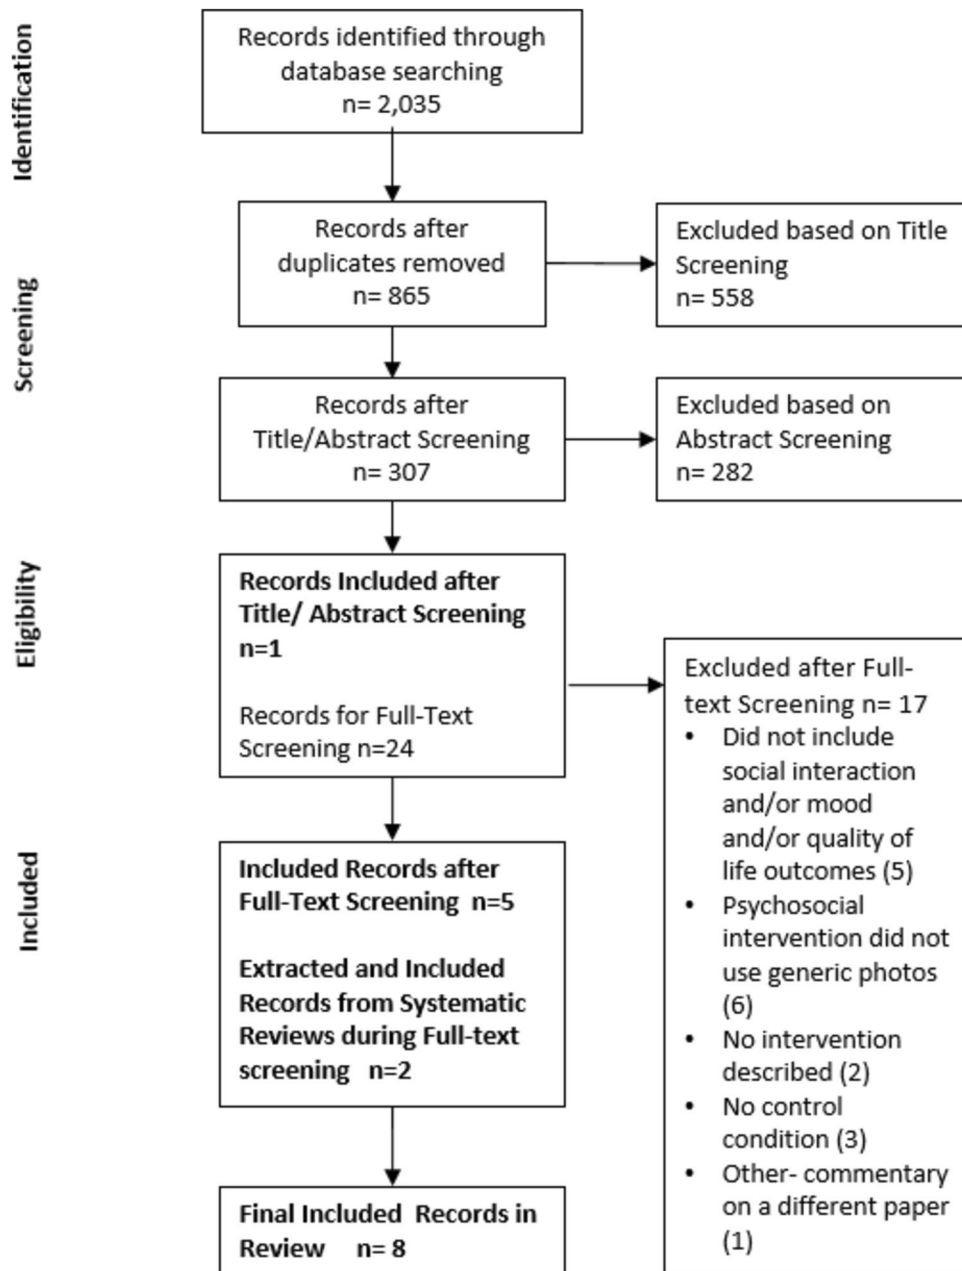 Identification
Records identified through
database searching
n= 2,035
Screening
Records after
duplicates removed
n= 865
Excluded based on Title
Screening
n= 558
Records after
Title/Abstract Screening
n= 307
Excluded based on
Abstract Screening
n= 282
Eligibility
Records Included after
Title/ Abstract Screening
n=1
Records for Full-Text
Screening n=24
Excluded after Full-
text Screening n= 17
• Did not include
social interaction
and/or mood
and/or quality of
life outcomes (5)
• Psychosocial
intervention did not
use generic photos
(6)
• No intervention
described (2)
• No control
condition (3)
• Other- commentary
on a different paper
(1)
Included
Included Records after
Full-Text Screening n=5
Extracted and Included
Records from Systematic
Reviews during Full-text
screening n=2
Final Included Records in
Review n= 8